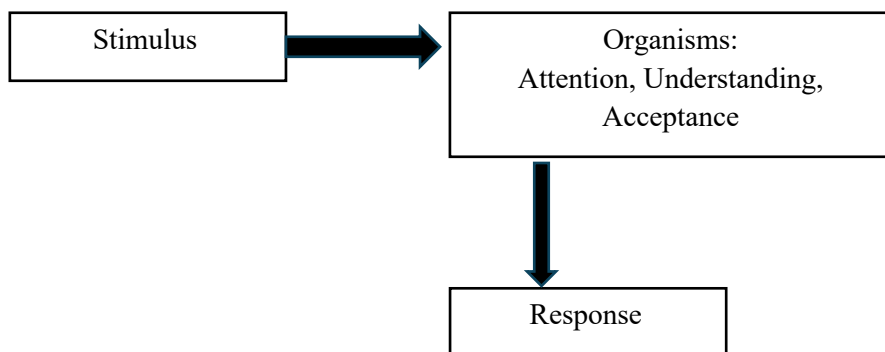 Stimulus
Organisms:
Attention, Understanding,
Acceptance
Response